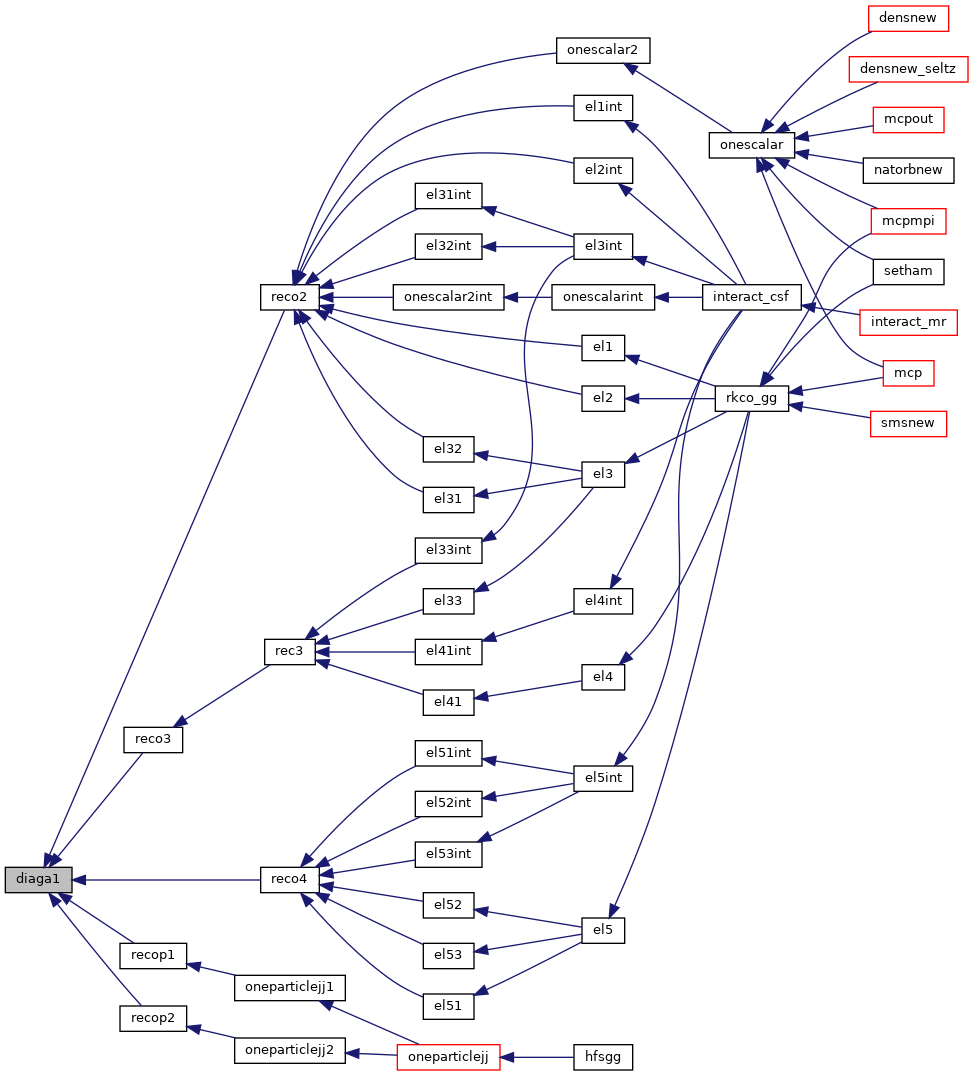 densnew
onescalar2
densnew_seltz
el1int
mcpout
onescalar
el2int
natorbnew
el31int
mcpmpi
el32int
el3int
setham
reco2
onescalar2int
onescalarint
interact_csf
interact_mr
el1
mcp
el2
rkco_gg
smsnew
el32
el3
el31
el33int
el33
el4int
rec3
el41int
el4
el41
reco3
el51int
el5int
el52int
el53int
diaga1
reco4
el52
el5
recop1
el53
oneparticlejj1
el51
recop2
oneparticlejj2
oneparticlejj
hfsgg